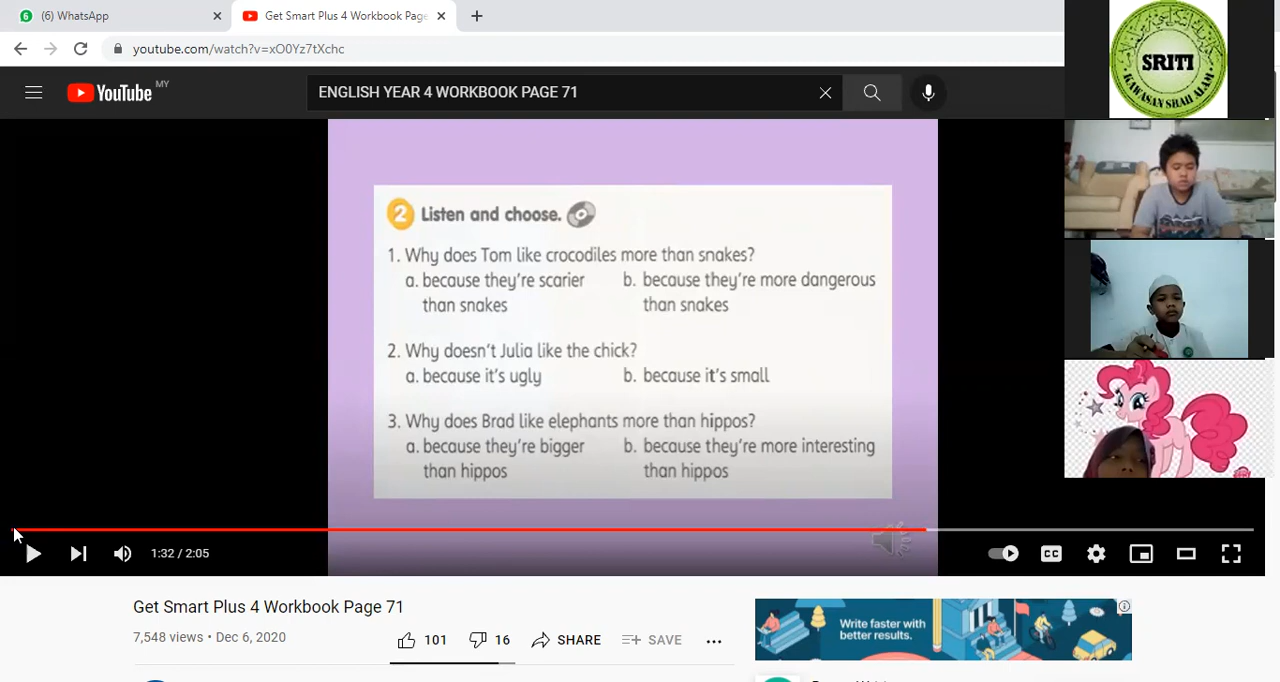 6
(6) WhatsApp
Get Smart Plus 4 Workbook Page
youtube.com/watch?v=xO0Yz7tXchc
YouTube MY
ENGLISH YEAR 4 WORKBOOK PAGE 71
SRITI
KAWASAN SHAH ALAM
2 Listen and choose.
1. Why does Tom like crocodiles more than snakes?
a. because they're scarier b. because they're more dangerous
than snakes than snakes
2. Why doesn't Julia like the chick?
a. because it's ugly b. because it's small
3. Why does Brad like elephants more than hippos?
a. because they're bigger b. because they're more interesting
than hippos than hippos
1:32 / 2:05
CC
Get Smart Plus 4 Workbook Page 71
7,548 views • Dec 6, 2020
101 16 SHARE SAVE
Write faster with
better results.